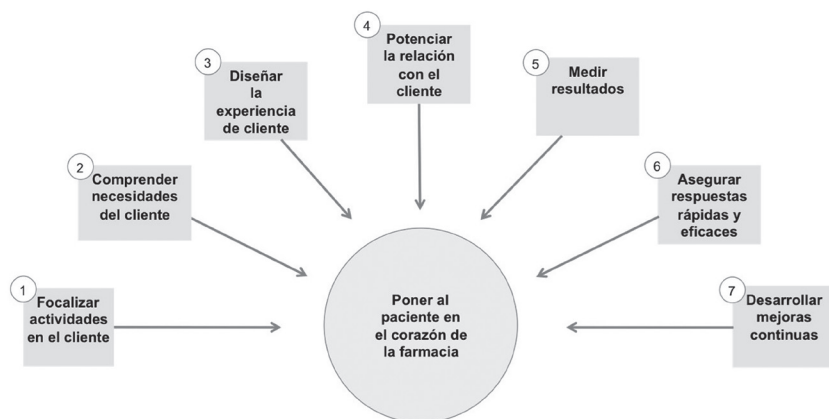 1
Focalizar
actividades
en el cliente
2
Comprender
necesidades
del cliente
3
Diseñar
la
experiencia
de cliente
4
Potenciar
la relación
con el
cliente
5
Medir
resultados
6
Asegurar
respuestas
rápidas y
eficaces
7
Desarrollar
mejoras
continuas
Poner al
paciente en
el corazón de
la farmacia